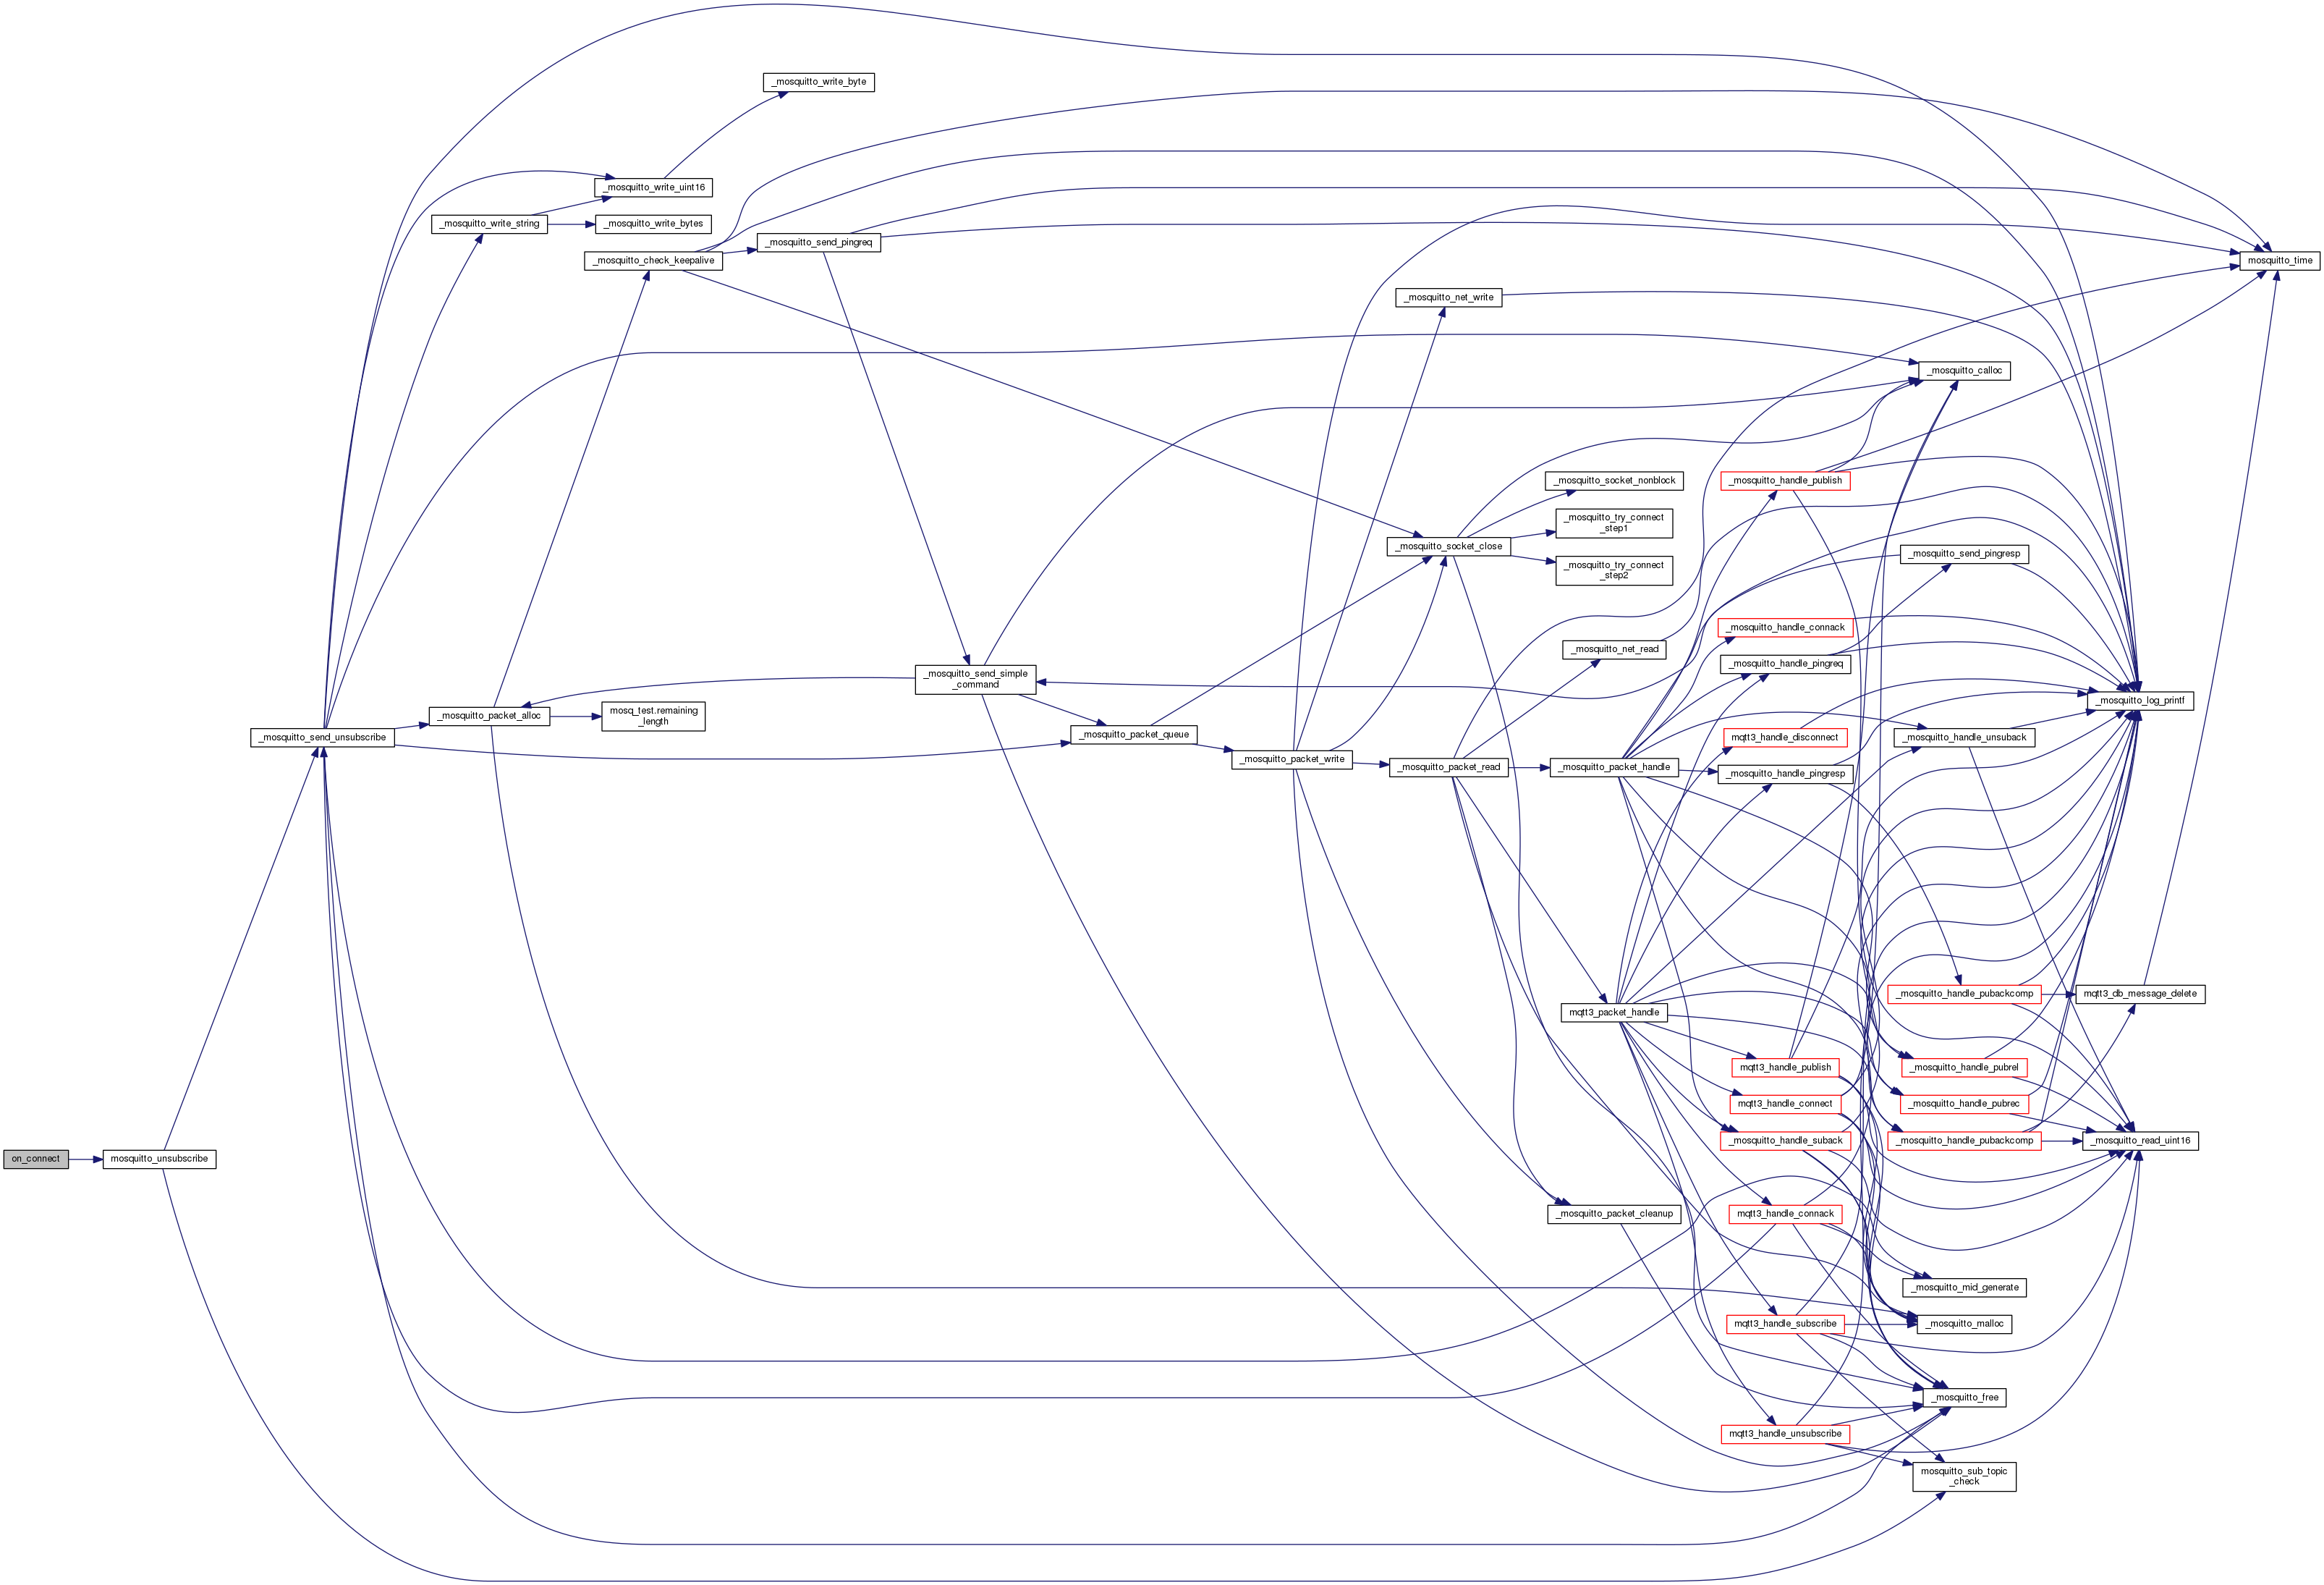 _mosquitto_write_byte
_mosquitto_write_uint16
_mosquitto_write_string
_mosquitto_write_bytes
_mosquitto_send_pingreq
_mosquitto_check_keepalive
mosquitto_time
_mosquitto_net_write
_mosquitto_calloc
_mosquitto_socket_nonblock
_mosquitto_handle_publish
_mosquitto_try_connect
_step1
_mosquitto_socket_close
_mosquitto_send_pingresp
_mosquitto_try_connect
_step2
_mosquitto_handle_connack
_mosquitto_net_read
_mosquitto_handle_pingreq
_mosquitto_send_simple
_command
_mosquitto_log_printf
_mosquitto_packet_alloc
mosq_test.remaining
_length
_mosquitto_send_unsubscribe
_mosquitto_packet_queue
mqtt3_handle_disconnect
_mosquitto_handle_unsuback
_mosquitto_packet_write
_mosquitto_packet_read
_mosquitto_packet_handle
_mosquitto_handle_pingresp
_mosquitto_handle_pubackcomp
mqtt3_db_message_delete
mqtt3_packet_handle
mqtt3_handle_publish
_mosquitto_handle_pubrel
mqtt3_handle_connect
_mosquitto_handle_pubrec
_mosquitto_handle_suback
_mosquitto_handle_pubackcomp
_mosquitto_read_uint16
on_connect
mosquitto_unsubscribe
_mosquitto_packet_cleanup
mqtt3_handle_connack
_mosquitto_mid_generate
mqtt3_handle_subscribe
_mosquitto_malloc
_mosquitto_free
mqtt3_handle_unsubscribe
mosquitto_sub_topic
_check